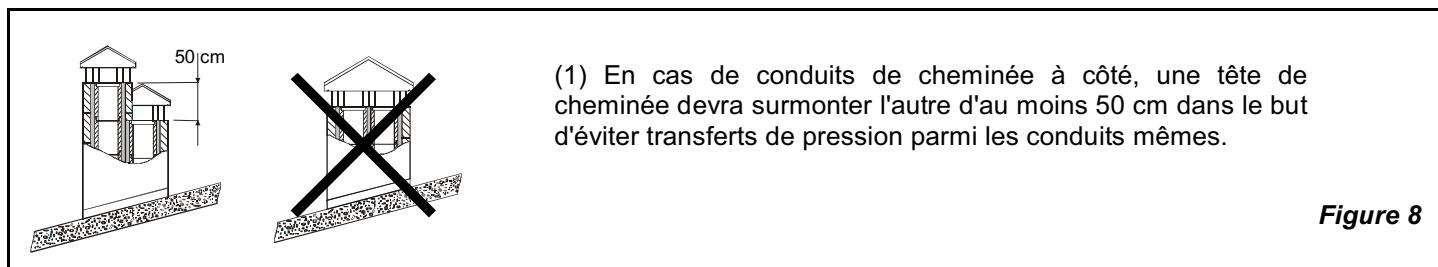 50 cm
(1) En cas de conduits de cheminée à côté, une tête de
cheminée devra surmonter l'autre d'au moins 50 cm dans le but
d'éviter transferts de pression parmi les conduits mêmes.
Figure 8